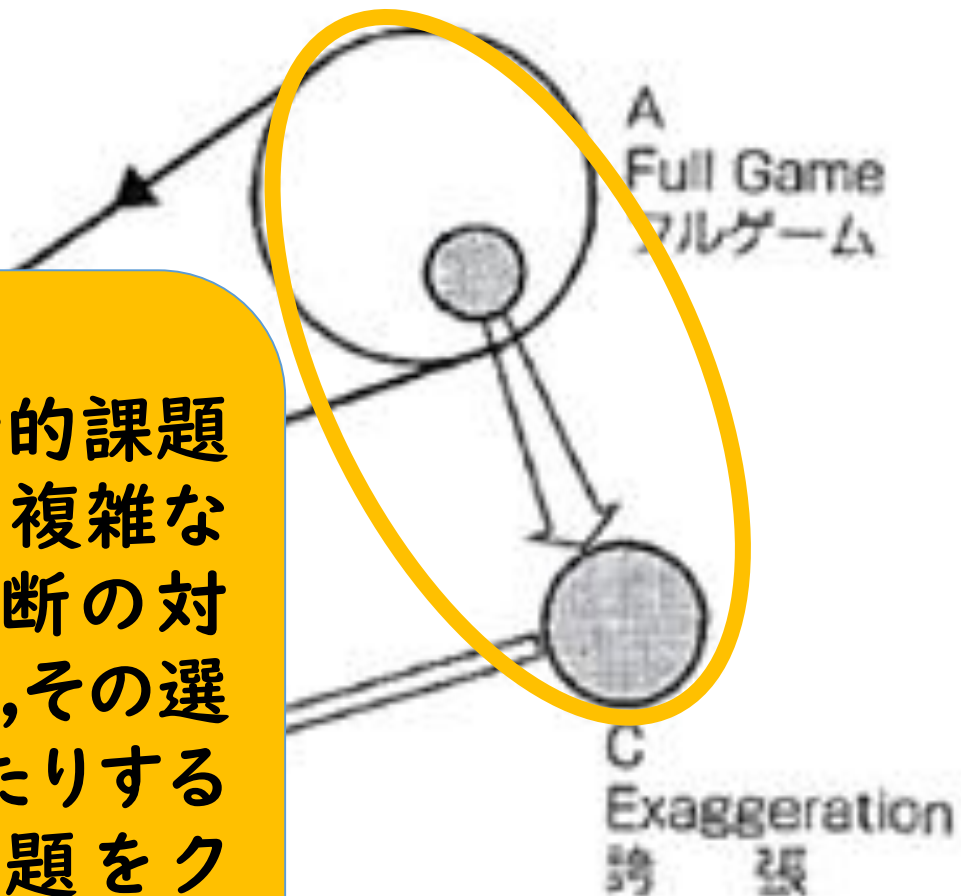 A
Full Game
フルゲーム
的課題
複雑な
断の対
,その選
たりする
題をク
C
Exaggeration
誇 張